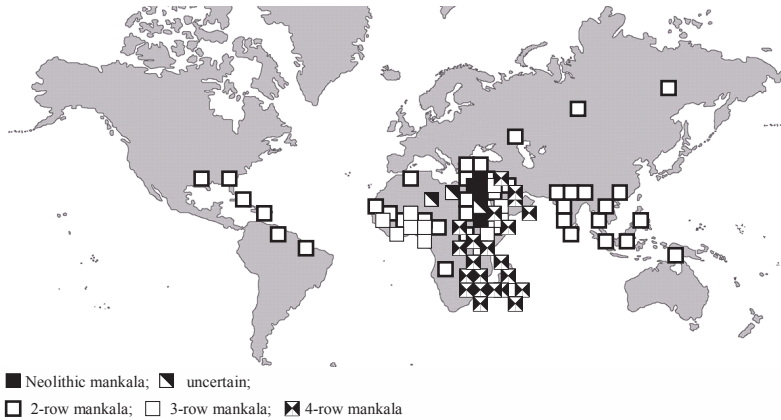 Neolithic mankala; uncertain;
2-row mankala; 3-row mankala; 4-row mankala